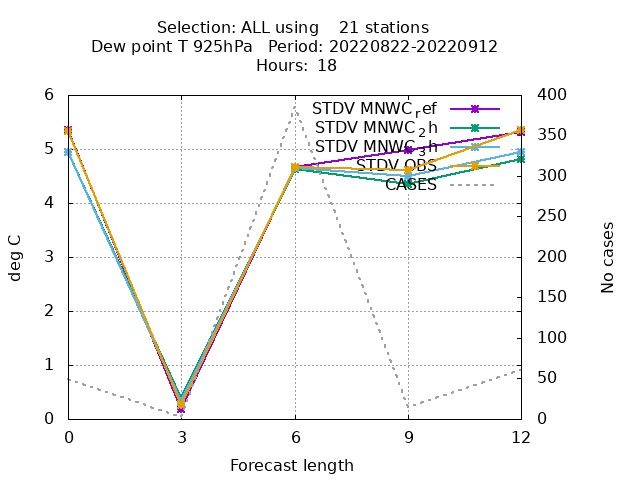 Selection: ALL using 21 stations
Dew point T 925hPa Period: 20220822-20220912
Hours: 18
STDV MNWC_ref
STDV MNWC_2h
STDV MNWC_3h
STDV OBS
CASES
6
5
4
3
2
1
0
400
350
300
250
200
150
100
50
0
deg C
No cases
0 3 6 9 12
Forecast length